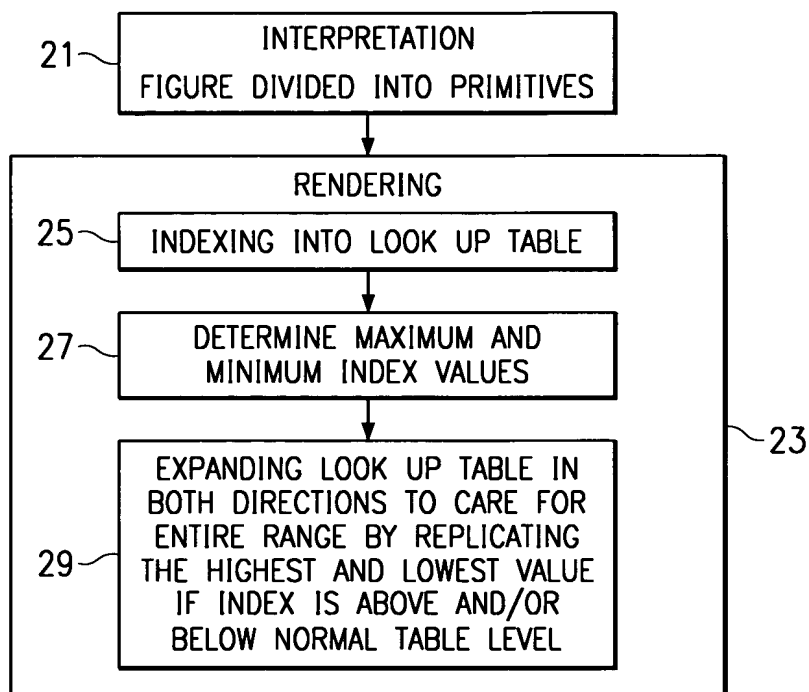 21
INTERPRETATION
FIGURE DIVIDED INTO PRIMITIVES
RENDERING
25
INDEXING INTO LOOK UP TABLE
27
DETERMINE MAXIMUM AND
MINIMUM INDEX VALUES
23
29
EXPANDING LOOK UP TABLE IN
BOTH DIRECTIONS TO CARE FOR
ENTIRE RANGE BY REPLICATING
THE HIGHEST AND LOWEST VALUE
IF INDEX IS ABOVE AND/OR
BELOW NORMAL TABLE LEVEL